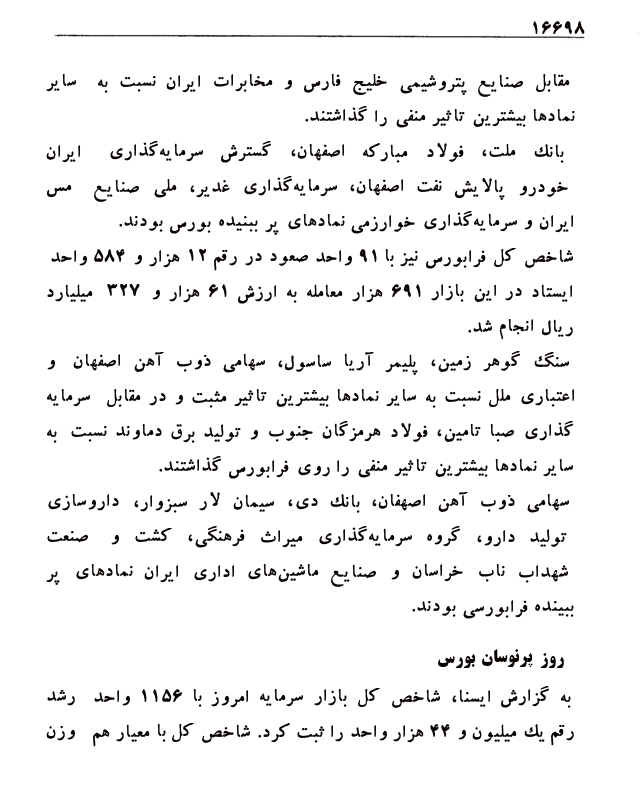 ۱۶۶۹۸
مقابل صنایع پتروشیمی خلیج فارس و مخابرات ایران نسبت به سایر
نمادها بیشترین تاثیر منفی را گذاشتند.
بانك ملت، فولاد مبارکه اصفهان، گسترش سرمایه‌گذاری ایران
خودرو پالایش نفت اصفهان، سرمایه‌گذاری غدیر، ملی صنایع مس
ایران و سرمایه‌گذاری خوارزمی نمادهای پر ببنیده بورس بودند.
شاخص کل فرابورس نیز با ۹۱ واحد صعود در رقم ۱۲ هزار و ۵۸۴ واحد
ایستاد در این بازار ۶۹۱ هزار معامله به ارزش ۶۱ هزار و ۳۲۷ میلیارد
ریال انجام شد.
سنگ گوهر زمین، پلیمر آریا ساسول، سهامی ذوب آهن اصفهان و
اعتباری ملل نسبت به سایر نمادها بیشترین تاثیر مثبت و در مقابل سرمایه
گذاری صبا تامین، فولاد هرمزگان جنوب و تولید برق دماوند نسبت به
سایر نمادها بیشترین تاثیر منفی را روی فرابورس گذاشتند.
سهامی ذوب آهن اصفهان، بانك دی، سیمان لار سبزوار، داروسازی
تولید دارو، گروه سرمایه‌گذاری میراث فرهنگی، کشت و صنعت
شهداب ناب خراسان و صنایع ماشین‌های اداری ایران نمادهای پر
ببینده فرابورسی بودند.
روز پرنوسان بورس
به گزارش ایسنا، شاخص کل بازار سرمایه امروز با ۱۱۵۶ واحد رشد
رقم یك میلیون و ۴۴ هزار واحد را ثبت کرد. شاخص کل با معیار هم وزن